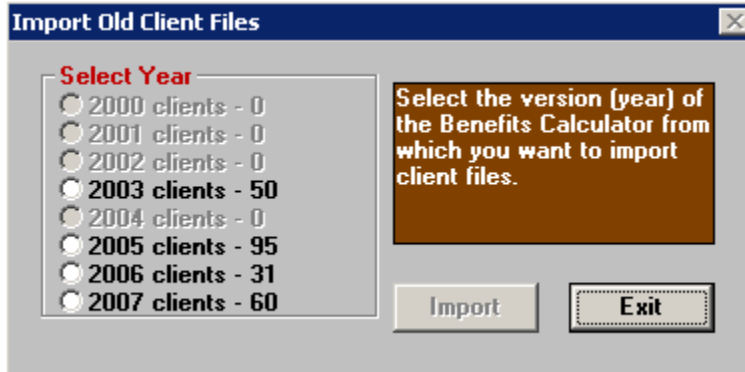 Import Old Client Files
Select Year
2000 clients - 0
2001 clients - 0
2002 clients - 0
2003 clients - 50
2004 clients - 0
2005 clients - 95
2006 clients - 31
2007 clients - 60
Select the version (year) of
the Benefits Calculator from
which you want to import
client files.
Import
Exit